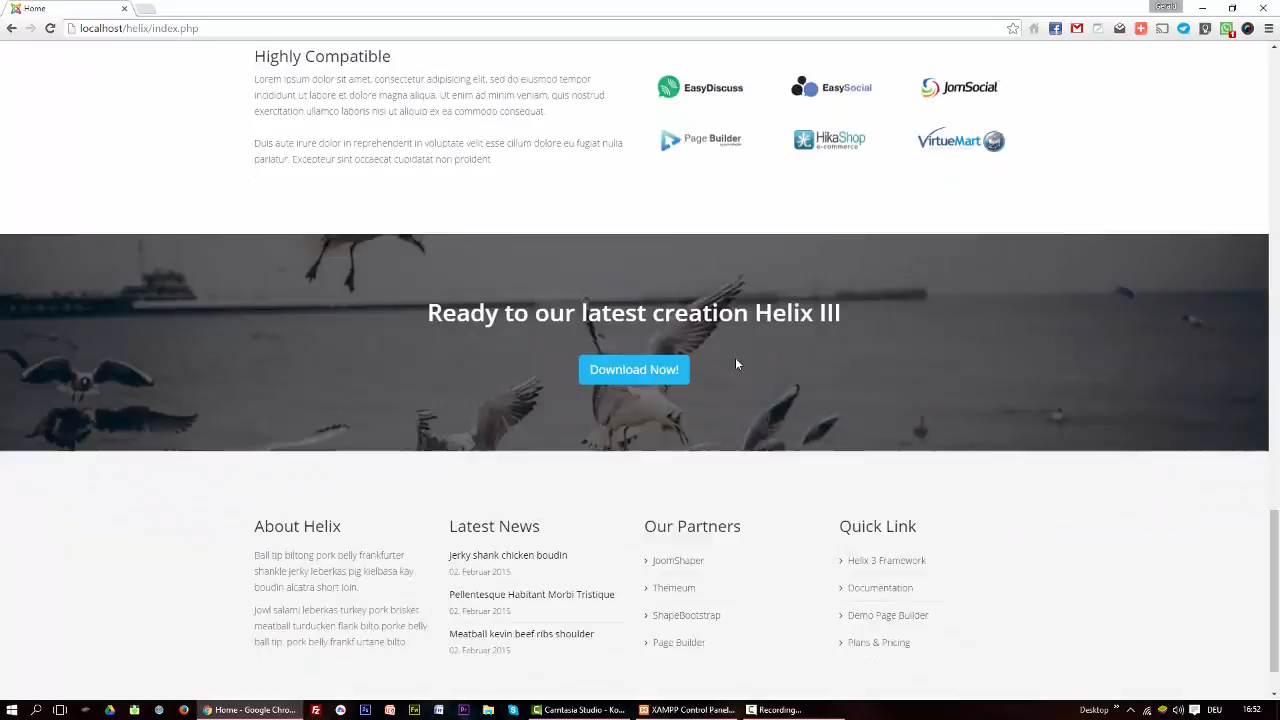 Home
Gerald
localhost/helix/index.php
Highly Compatible
Lorem ipsum dolor sit amet, consectetur adipisicing elit, sed do eiusmod tempor
incididunt ut labore et dolore magna aliqua. Ut enim ad minim veniam, quis nostrud
exercitation ullamco laboris nisi ut aliquip ex ea commodo consequat.
Duis aute irure dolor in reprehenderit in voluptate velit esse cillum dolore eu fugiat nulla
pariatur. Excepteur sint occaecat cupidatat non proident
EasyDiscuss
EasySocial
JomSocial
Page Builder
HikaShop
e-commerce
VirtueMart
Ready to our latest creation Helix III
Download Now!
About Helix
Ball tip biltong pork belly frankfurter
shankle jerky leberkas pig kielbasa kay
boudin alcatra short loin.
Jowl salami leberkas turkey pork brisket
meatball turducken flank bilto porke belly
ball tip. pork belly frankf urtane bilto
Latest News
Jerky shank chicken boudin
02. Februar 2015
Pellentesque Habitant Morbi Tristique
02. Februar 2015
Meatball kevin beef ribs shoulder
02. Februar 2015
Our Partners
JoomShaper
Themeum
ShapeBootstrap
Page Builder
Quick Link
Helix 3 Framework
Documentation
Demo Page Builder
Plans & Pricing
Home - Google Chro...
Camtasia Studio - Ko...
XAMPP Control Panel...
Recording...
Desktop
DEU
16:52